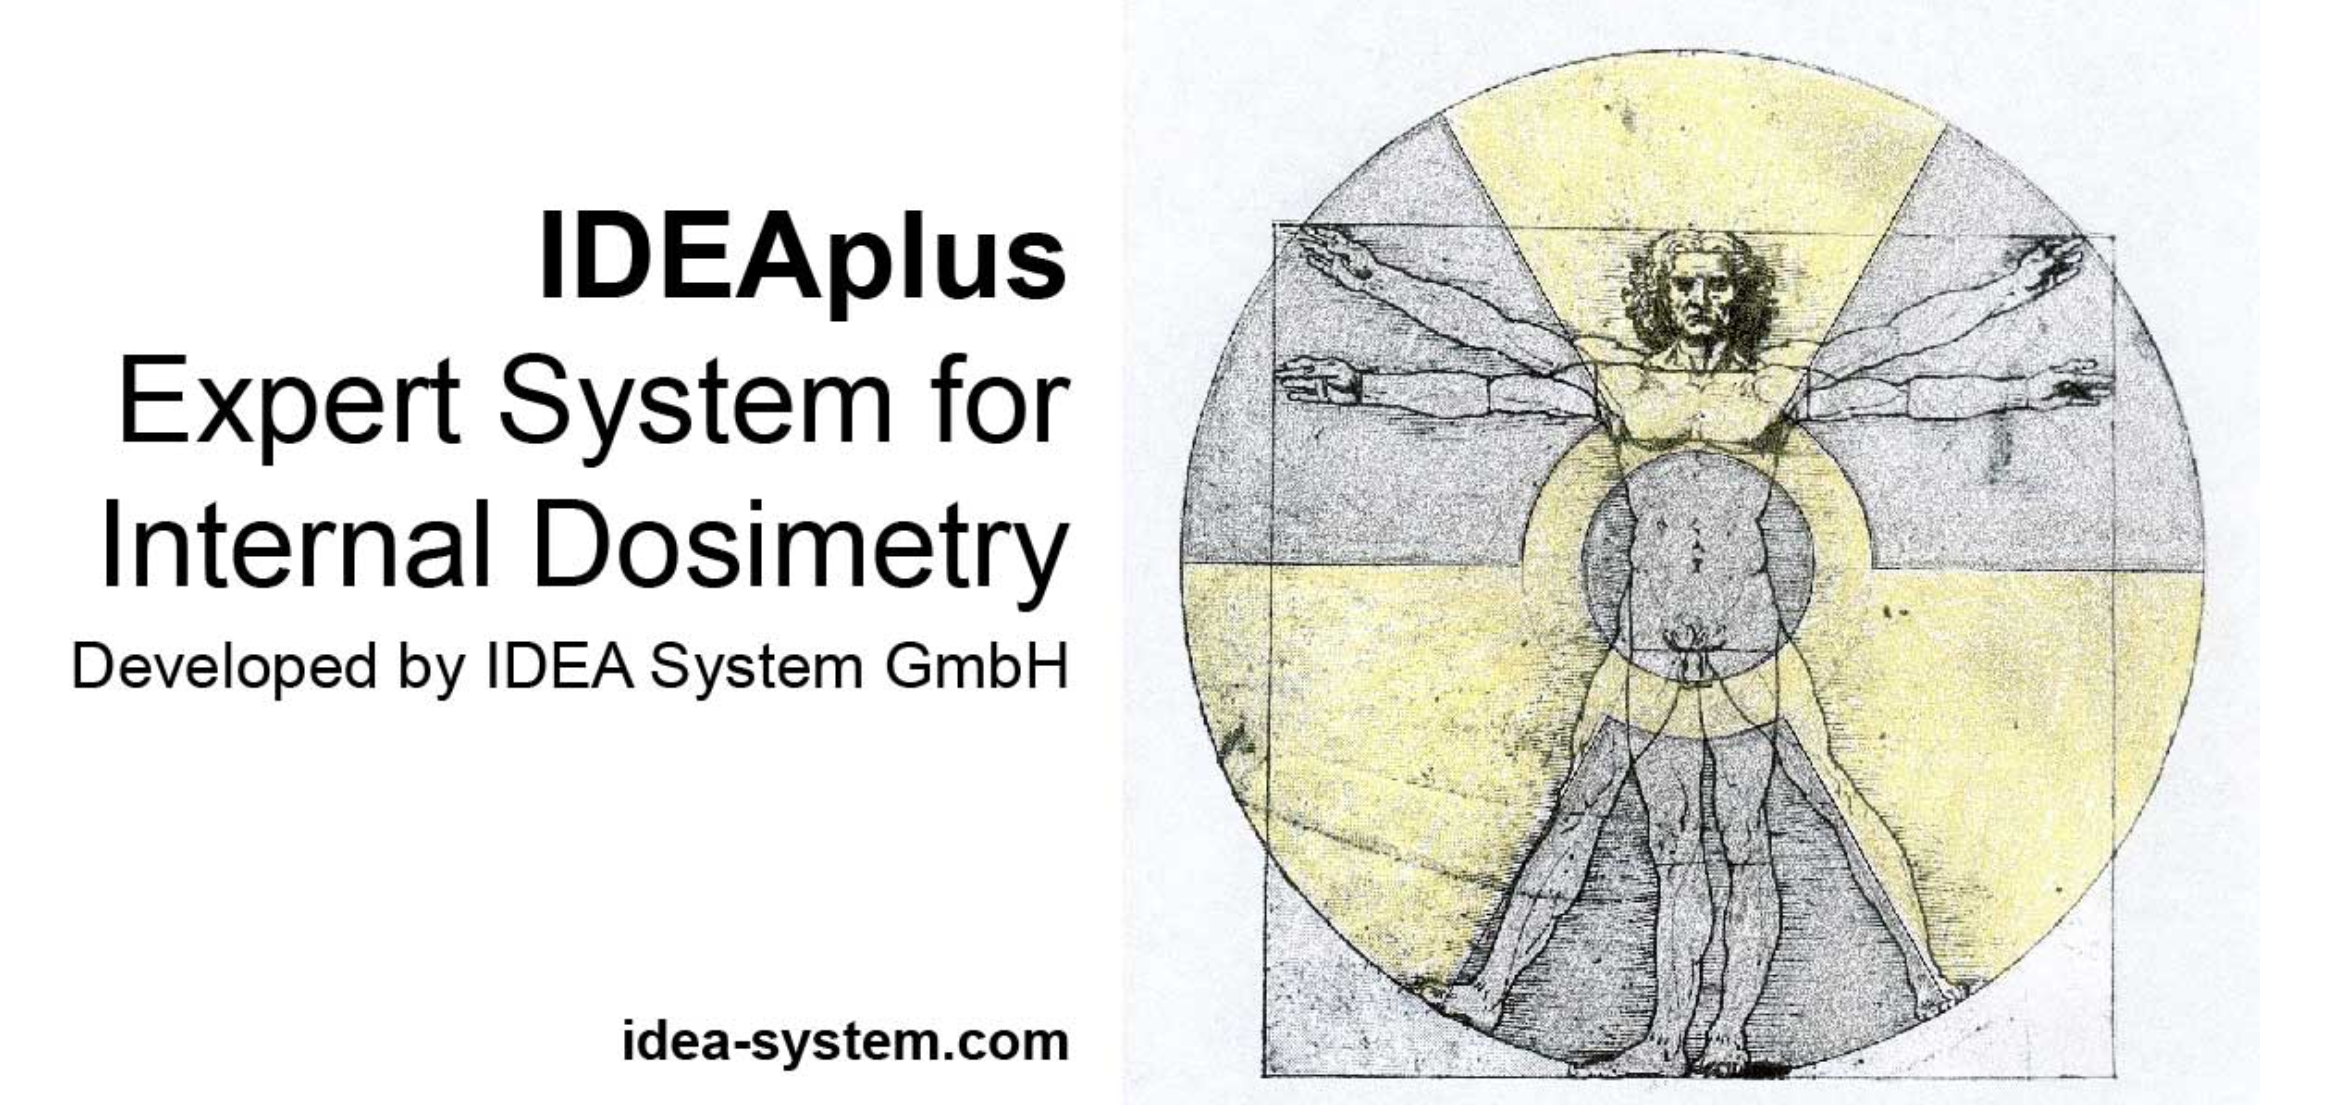 IDEAplus
Expert System for
Internal Dosimetry
Developed by IDEA System GmbH
idea-system.com